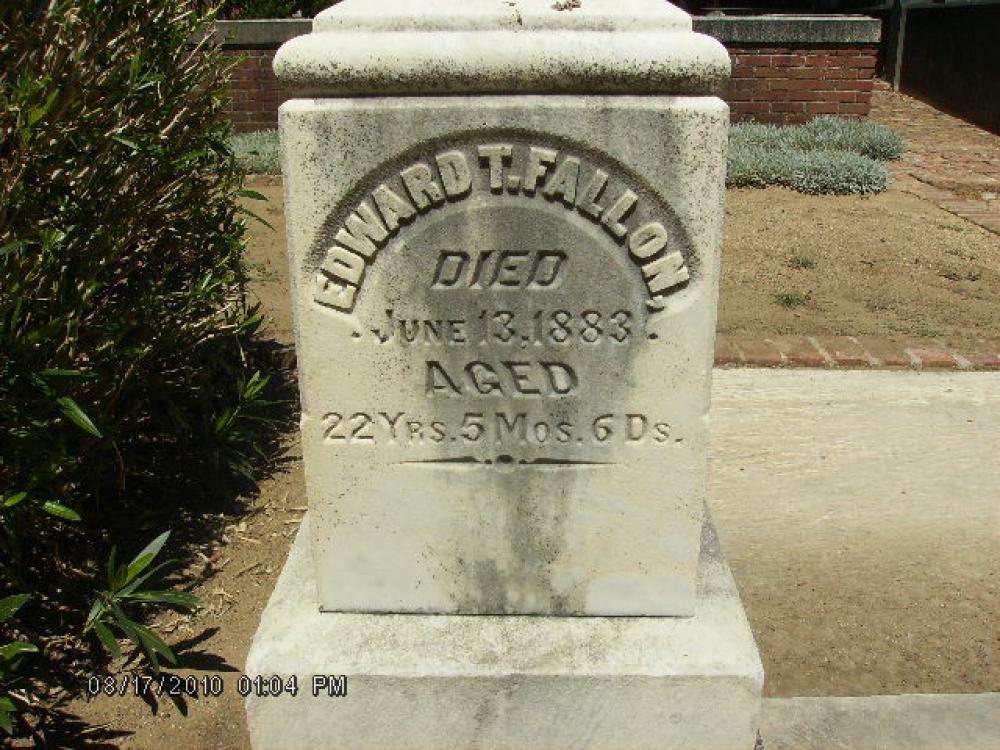 EDWARD T. FALLON,
DIED
JUNE 13, 1883.
AGED
22 YRS. 5 MOS. 6 DS.
08/17/2010 01:04 PM